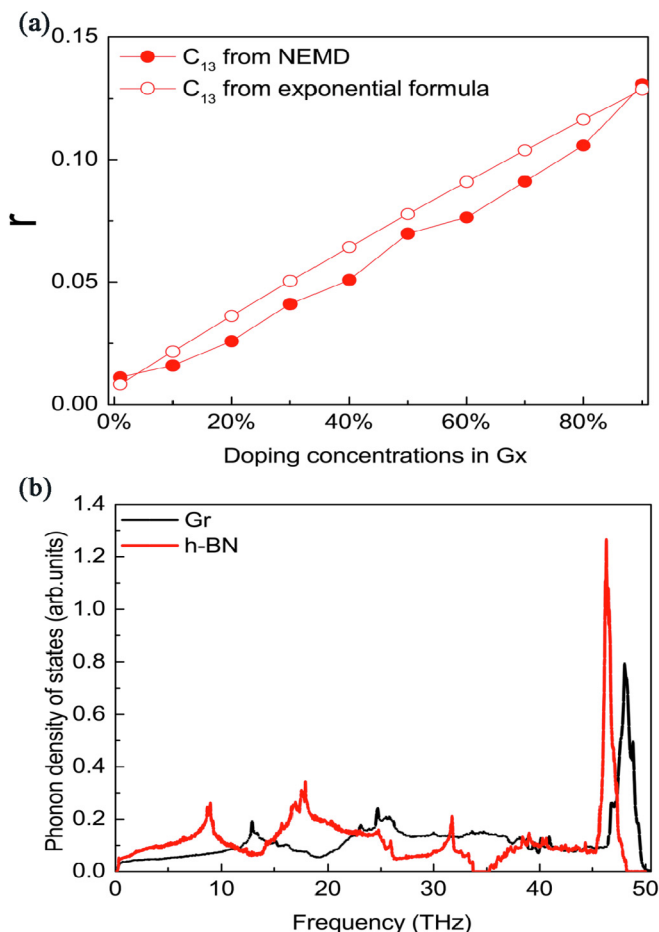 (a)
0.15
C13 from NEMD
C13 from exponential formula
0.10
r
0.05
0.00
0% 20% 40% 60% 80%
Doping concentrations in Gx
(b)
1.4
Gr
h-BN
1.2
1.0
0.8
0.6
0.4
0.2
0.0
Phonon density of states (arb.units)
0 10 20 30 40 50
Frequency (THz)